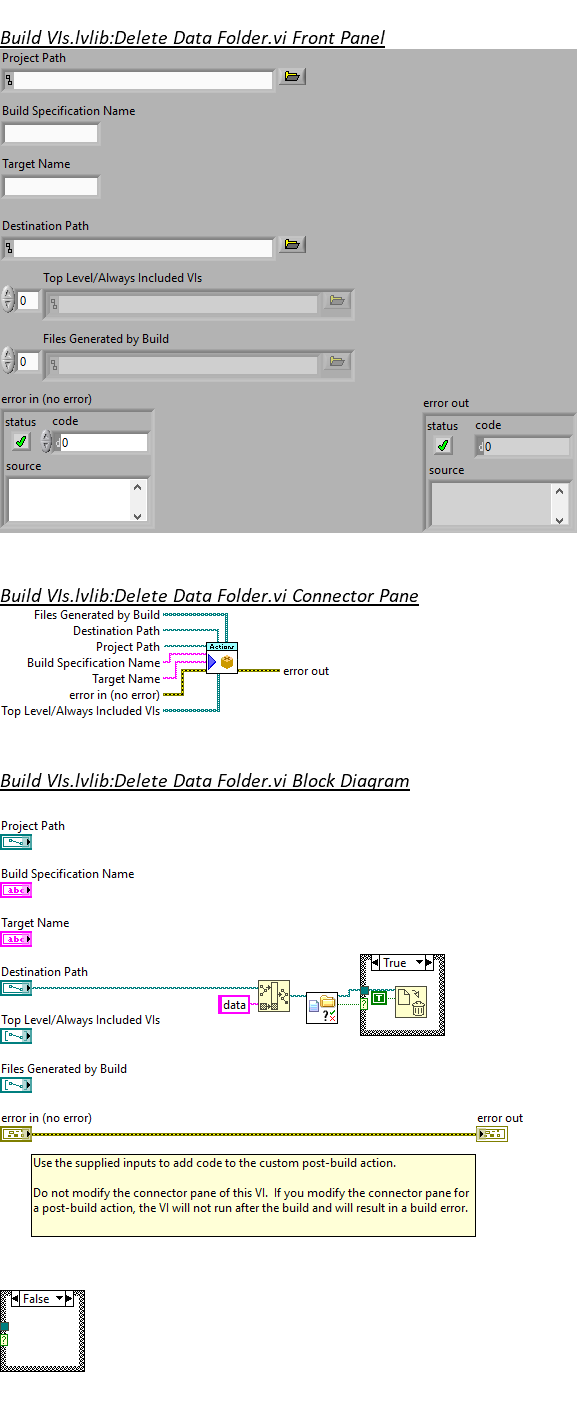 Build VIs.lvlib:Delete Data Folder.vi Front Panel
Project Path
Build Specification Name
Target Name
Destination Path
Top Level/Always Included VIs
0
Files Generated by Build
0
error in (no error)
error out
status code
d0
source
status code
d0
source
Build VIs.lvlib:Delete Data Folder.vi Connector Pane
Files Generated by Build
Destination Path
Project Path
Build Specification Name
Target Name
error in (no error)
Top Level/Always Included VIs
Actions
error out
Build VIs.lvlib:Delete Data Folder.vi Block Diagram
Project Path
Build Specification Name
abc
Target Name
abc
Destination Path
True
data
?
T
?
Top Level/Always Included VIs
Files Generated by Build
error in (no error)
error out
Use the supplied inputs to add code to the custom post-build action.
Do not modify the connector pane of this VI.  If you modify the connector pane for
a post-build action, the VI will not run after the build and will result in a build error.
False
?